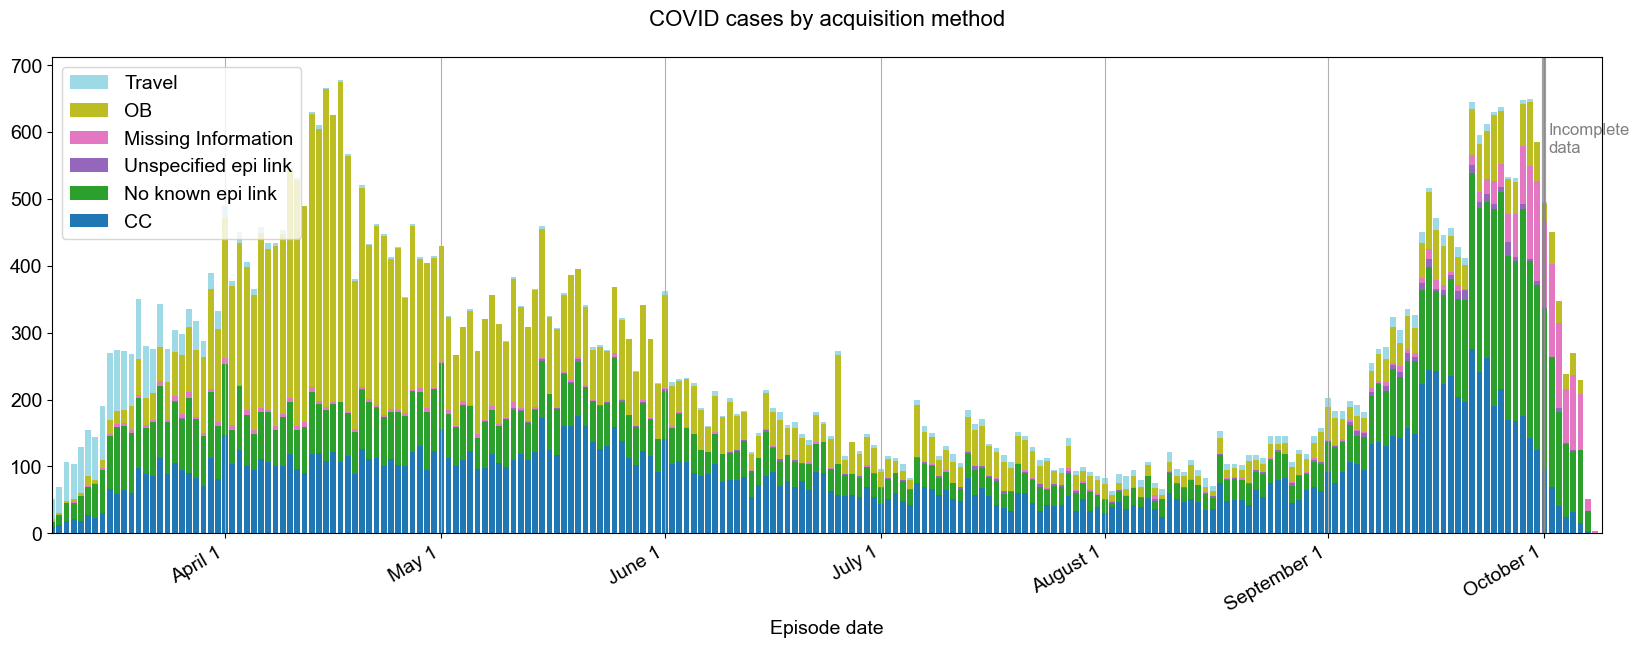 COVID cases by acquisition method
700
600
500
400
300
200
100
0
Travel
OB
Missing Information
Unspecified epi link
No known epi link
CC
Incomplete
data
April 1
May 1
June 1
July 1
August 1
September 1
October 1
Episode date